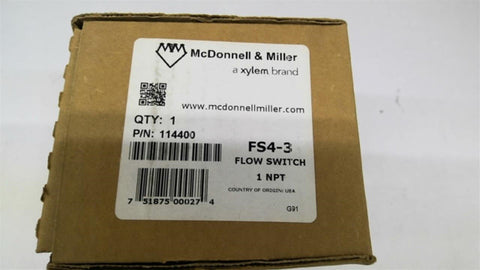 McDonnell & Miller
a xylem brand
www.mcdonnellmiller.com
QTY: 1
P/N: 114400
FS4-3
FLOW SWITCH
1 NPT
COUNTRY OF ORIGIN: USA
7 51875 00027 4
G91